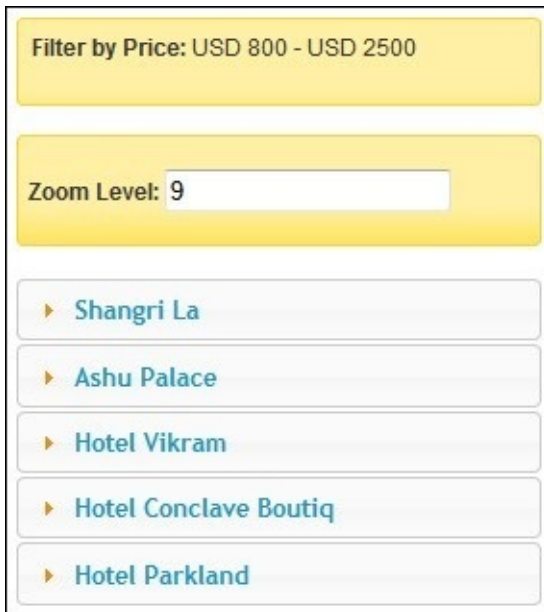 Filter by Price: USD 800 - USD 2500
Zoom Level: 9
Shangri La
Ashu Palace
Hotel Vikram
Hotel Conclave Boutiq
Hotel Parkland